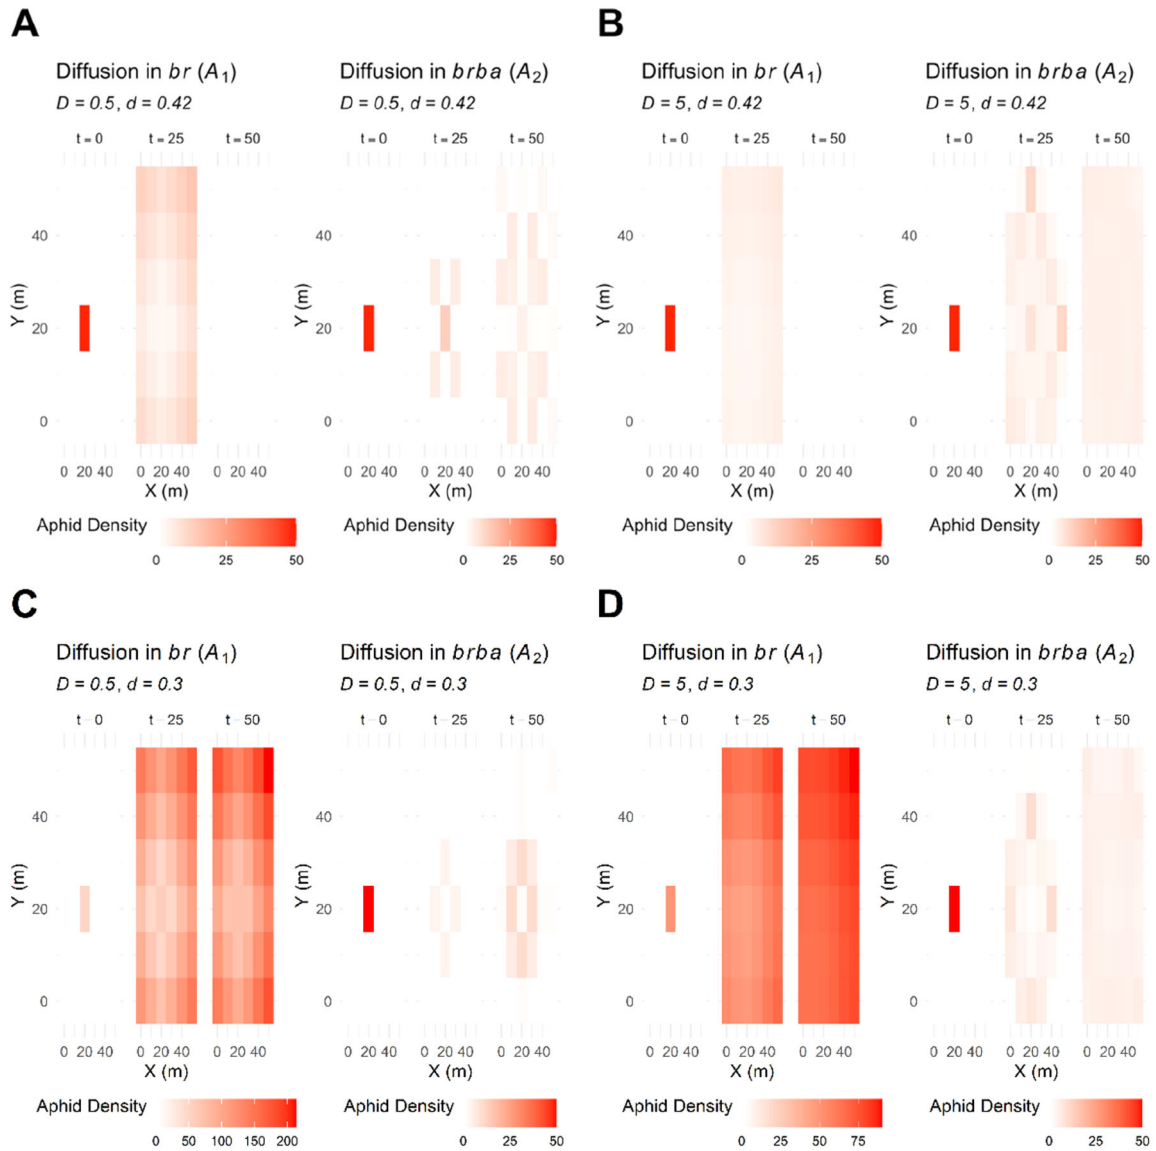 A
Diffusion in br (A1)
D = 0.5, d = 0.42
t = 0 t = 25 t = 50
Y (m)
40
20
0
0 20 40 0 20 40 0 20 40
X (m)
Aphid Density
0 25 50
Diffusion in brba (A2)
D = 0.5, d = 0.42
t = 0 t = 25 t = 50
Y (m)
40
20
0
0 20 40 0 20 40 0 20 40
X (m)
Aphid Density
0 25 50
B
Diffusion in br (A1)
D = 5, d = 0.42
t = 0 t = 25 t = 50
Y (m)
40
20
0
0 20 40 0 20 40 0 20 40
X (m)
Aphid Density
0 25 50
Diffusion in brba (A2)
D = 5, d = 0.42
t = 0 t = 25 t = 50
Y (m)
40
20
0
0 20 40 0 20 40 0 20 40
X (m)
Aphid Density
0 25 50
C
Diffusion in br (A1)
D = 0.5, d = 0.3
t = 0 t = 25 t = 50
Y (m)
40
20
0
0 20 40 0 20 40 0 20 40
X (m)
Aphid Density
0 50 100 150 200
Diffusion in brba (A2)
D = 0.5, d = 0.3
t = 0 t = 25 t = 50
Y (m)
40
20
0
0 20 40 0 20 40 0 20 40
X (m)
Aphid Density
0 25 50
D
Diffusion in br (A1)
D = 5, d = 0.3
t = 0 t = 25 t = 50
Y (m)
40
20
0
0 20 40 0 20 40 0 20 40
X (m)
Aphid Density
0 25 50 75
Diffusion in brba (A2)
D = 5, d = 0.3
t = 0 t = 25 t = 50
Y (m)
40
20
0
0 20 40 0 20 40 0 20 40
X (m)
Aphid Density
0 25 50